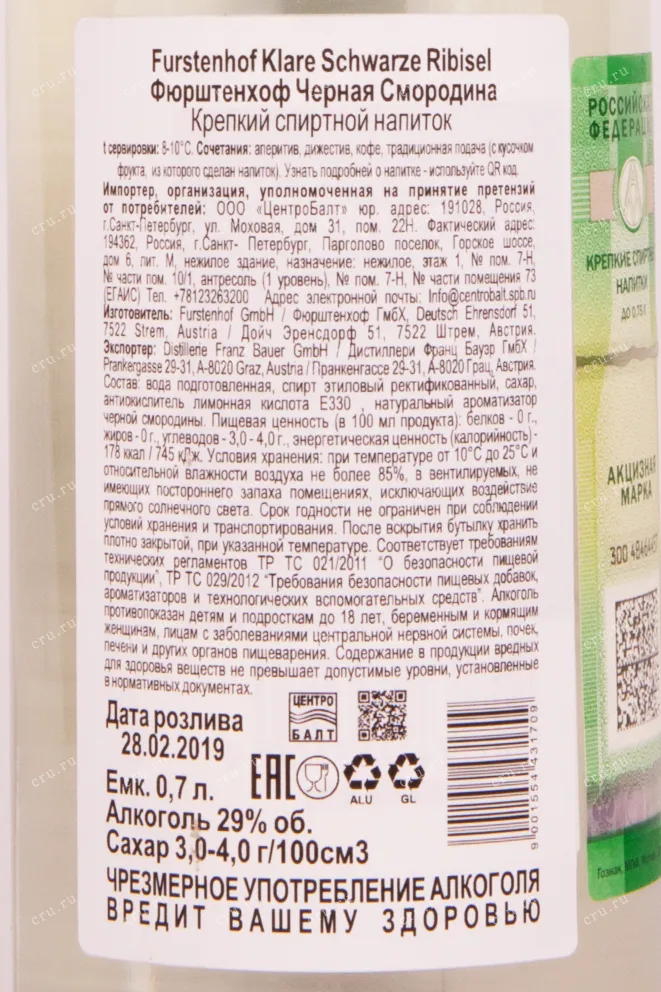 Furstenhof Klare Schwarze Ribisel
Фюрштенхоф Черная Смородина
Крепкий спиртной напиток
t сервировки: 8-10°С. Сочетания: аперитив, дижестив, кофе, традиционная подача (с кусочком
фрукта, из которого сделан напиток). Узнать подробней о напитке - используйте QR код.
Импортер, организация, уполномоченная на принятие претензий
от потребителей: ООО «ЦентроБалт» юр. адрес: 191028, Россия,
г.Санкт-Петербург, ул. Моховая, дом 31, пом. 22Н. Фактический адрес:
194362, Россия, г.Санкт- Петербург, Парголово поселок, Горское шоссе,
дом 6, лит. М, нежилое здание, назначение: нежилое, этаж 1, № пом. 7-Н,
№ части пом. 10/1, антресоль (1 уровень), № пом. 7-Н, № части помещения 73
(ЕГАИС) Тел. +78123263200 Адрес электронной почты: Info@centrobalt.spb.ru
Изготовитель: Furstenhof GmbH / Фюрштенхоф ГмбХ, Deutsch Ehrensdorf 51,
7522 Strem, Austria / Дойч Эренсдорф 51, 7522 Штрем, Австрия.
Экспортер: Distillerie Franz Bauer GmbH / Дистиллери Франц Бауэр ГмбХ /
Prankergasse 29-31, A-8020 Graz, Austria / Пранкенгассе 29-31, А-8020 Грац, Австрия.
Состав: вода подготовленная, спирт этиловый ректификованный, сахар,
антиокислитель лимонная кислота Е330 , натуральный ароматизатор
черной смородины. Пищевая ценность (в 100 мл продукта): белков - 0 г.,
жиров - 0 г., углеводов - 3,0 - 4,0 г., энергетическая ценность (калорийность) -
178 ккал / 745 кДж. Условия хранения: при температуре от 10°С до 25°С и
относительной влажности воздуха не более 85%, в вентилируемых, не
имеющих постороннего запаха помещениях, исключающих воздействие
прямого солнечного света. Срок годности не ограничен при соблюдении
условий хранения и транспортирования. После вскрытия бутылку хранить
плотно закрытой, при указанной температуре. Соответствует требованиям
технических регламентов ТР ТС 021/2011 "О безопасности пищевой
продукции", ТР ТС 029/2012 "Требования безопасности пищевых добавок,
ароматизаторов и технологических вспомогательных средств". Алкоголь
противопоказан детям и подросткам до 18 лет, беременным и кормящим
женщинам, лицам с заболеваниями центральной нервной системы, почек,
печени и других органов пищеварения. Содержание в продукции вредных
для здоровья веществ не превышает допустимые уровни, установленные
в нормативных документах.
Дата розлива
28.02.2019
ЦЕНТРО
БАЛТ
Емк. 0,7 л.
ЕАС
ALU
GL
Алкоголь 29% об.
Сахар 3,0-4,0 г/100см3
9 001554 431709
ЧРЕЗМЕРНОЕ УПОТРЕБЛЕНИЕ АЛКОГОЛЯ
ВРЕДИТ ВАШЕМУ ЗДОРОВЬЮ
РОССИЙСКАЯ
ФЕДЕРАЦИЯ
КРЕПКИЕ СПИРТНЫЕ
НАПИТКИ
ДО 0,75 Л
АКЦИЗНАЯ
МАРКА
300
cru.ru